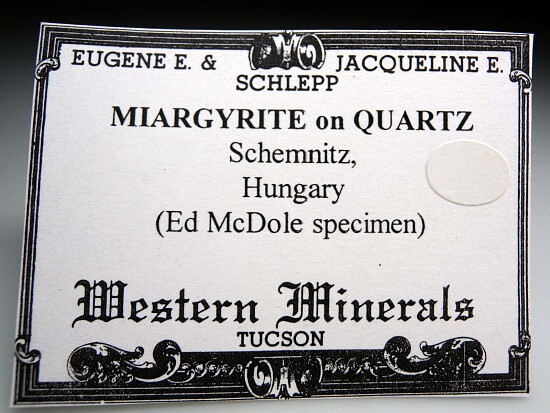 EUGENE E. & JACQUELINE E.
SCHLEPP
MIARGYRITE on QUARTZ
Schemnitz,
Hungary
(Ed McDole specimen)
Western Minerals
TUCSON